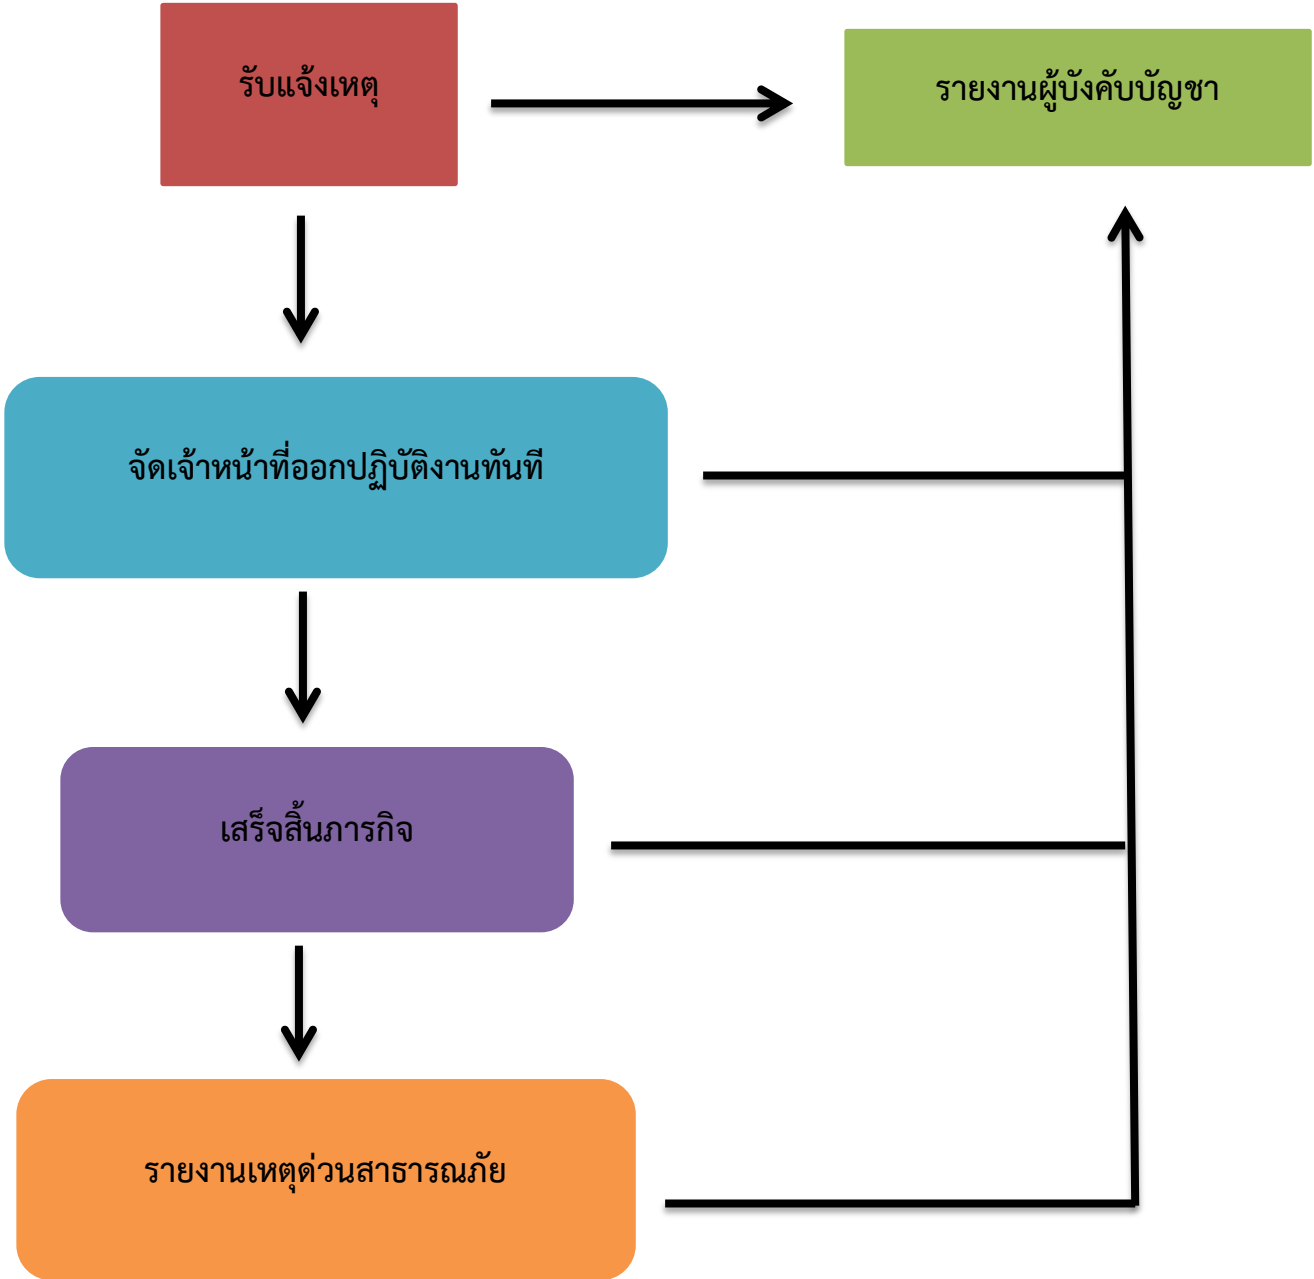 รับแจ้งเหตุ
รายงานผู้บังคับบัญชา
จัดเจ้าหน้าที่ออกปฏิบัติงานทันที
เสร็จสิ้นภารกิจ
รายงานเหตุด่วนสาธารณภัย